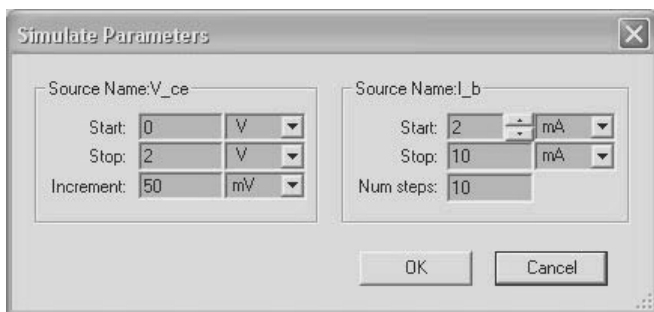 Simulate Parameters
Source Name:V_ce
Start: 0 V
Stop: 2 V
Increment: 50 mV
Source Name:I_b
Start: 2 mA
Stop: 10 mA
Num steps: 10
OK Cancel